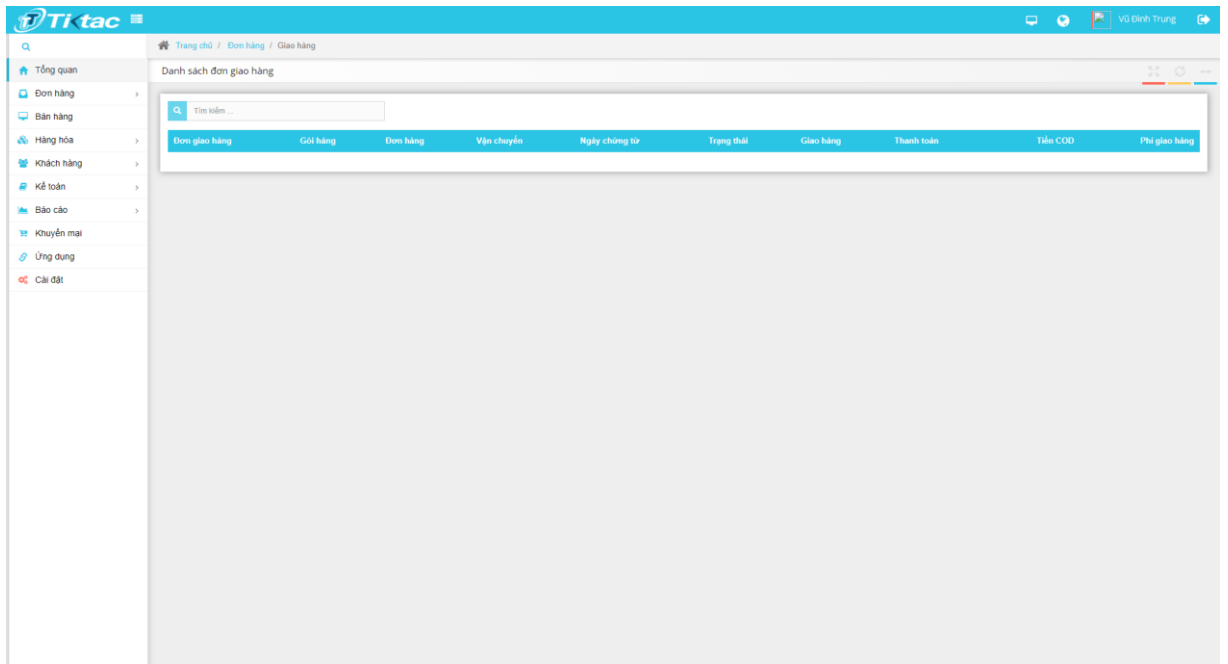 Tiktac
Vũ Đình Trung
Trang chủ / Đơn hàng / Giao hàng
Tổng quan
Đơn hàng
Bán hàng
Hàng hóa
Khách hàng
Kế toán
Báo cáo
Khuyến mại
Ứng dụng
Cài đặt
Danh sách đơn giao hàng
Tìm kiếm ...
Đơn giao hàng Gói hàng Đơn hàng Vận chuyển Ngày chứng từ Trạng thái Giao hàng Thanh toán Tiền COD Phí giao hàng